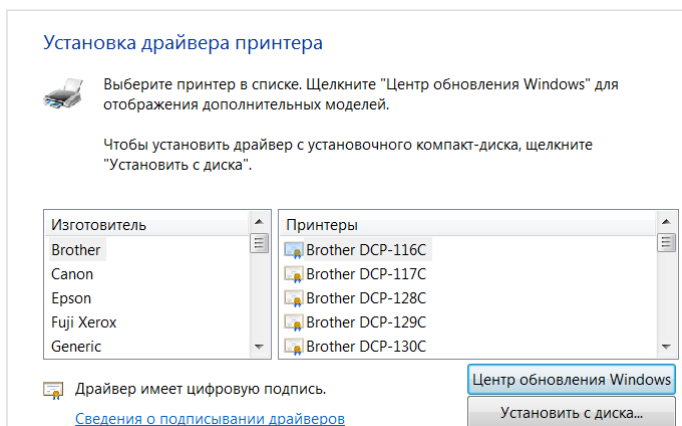 Установка драйвера принтера
Выберите принтер в списке. Щелкните "Центр обновления Windows" для
отображения дополнительных моделей.
Чтобы установить драйвер с установочного компакт-диска, щелкните
"Установить с диска".
Изготовитель
Brother
Canon
Epson
Fuji Xerox
Generic
Принтеры
Brother DCP-116C
Brother DCP-117C
Brother DCP-128C
Brother DCP-129C
Brother DCP-130C
Драйвер имеет цифровую подпись.
Сведения о подписывании драйверов
Центр обновления Windows
Установить с диска...